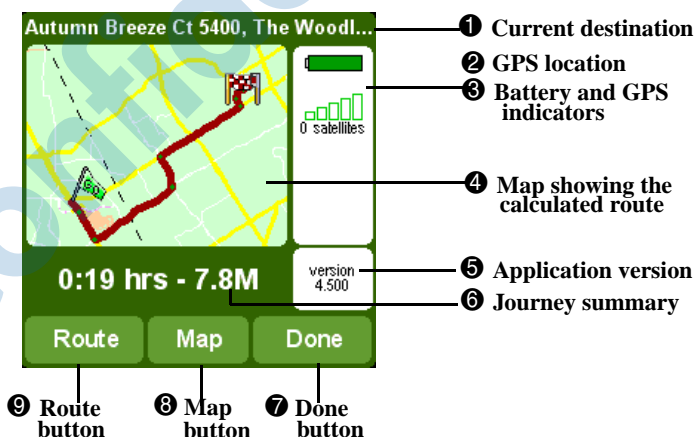 Autumn Breeze Ct 5400, The Woodl...
❶ Current destination
❷ GPS location
❸ Battery and GPS
indicators
0 satellites
GO
❹ Map showing the
calculated route
0:19 hrs - 7.8M
version
4.500
❺ Application version
❻ Journey summary
Route Map Done
❾ Route
button
❽ Map
button
❼ Done
button